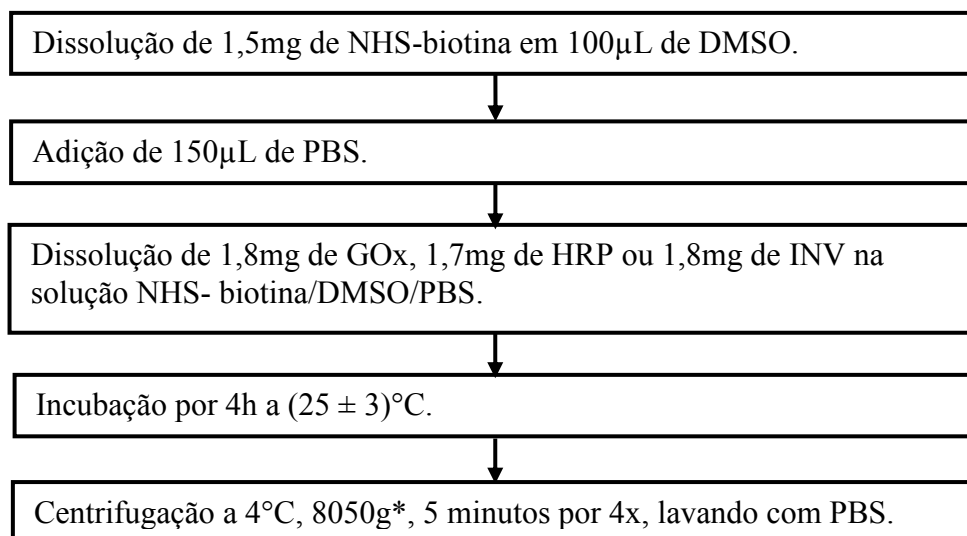 Dissolução de 1,5mg de NHS-biotina em 100µL de DMSO.
Adição de 150µL de PBS.
Dissolução de 1,8mg de GOx, 1,7mg de HRP ou 1,8mg de INV na
solução NHS- biotina/DMSO/PBS.
Incubação por 4h a (25 ± 3)°C.
Centrifugação a 4°C, 8050g*, 5 minutos por 4x, lavando com PBS.